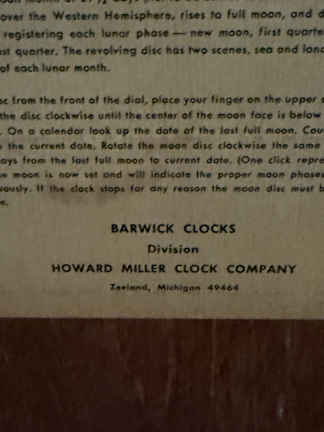 over the Western Hemisphere, rises to full moon, and d
registering each lunar phase — new moon, first quarte
st quarter. The revolving disc has two scenes, sea and lan
of each lunar month.
sc from the front of the dial, place your finger on the upper
the disc clockwise until the center of the moon face is below
. On a calendar look up the date of the last full moon. Cou
the current date. Rotate the moon disc clockwise the same
ays from the last full moon to current date. (One click repre
moon is now set and will indicate the proper moon phases
uously. If the clock stops for any reason the moon disc must b
BARWICK CLOCKS
Division
HOWARD MILLER CLOCK COMPANY
Zeeland, Michigan 49464